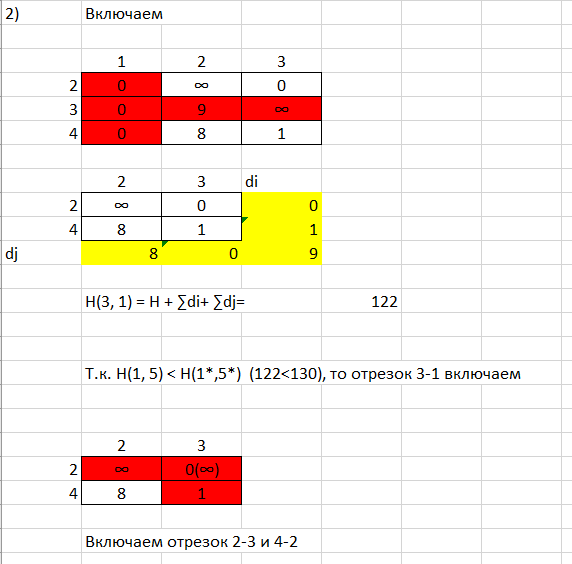 2) Включаем
1 2 3
2 0 ∞ 0
3 0 9 ∞
4 0 8 1
2 3 di
2 ∞ 0 0
4 8 1 1
dj 8 0 9
H(3, 1) = H + ∑di+ ∑dj= 122
Т.к. H(1, 5) < H(1*,5*) (122<130), то отрезок 3-1 включаем
2 3
2 ∞ 0(∞)
4 8 1
Включаем отрезок 2-3 и 4-2